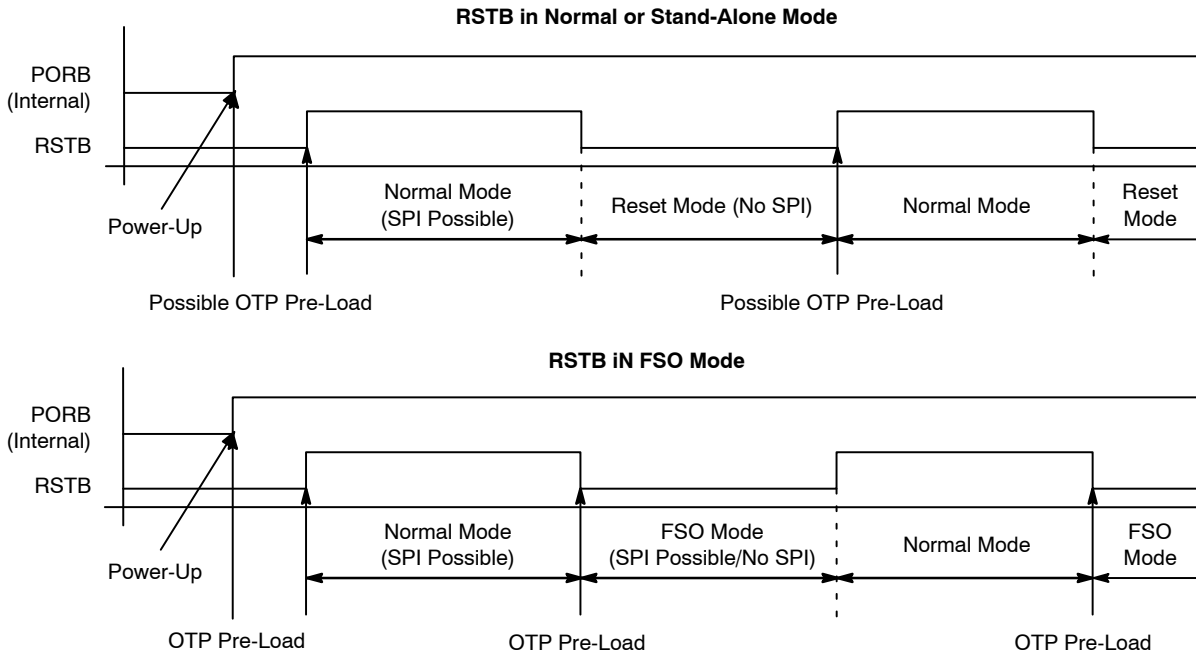 RSTB in Normal or Stand-Alone Mode
PORB
(Internal)
RSTB
Power-Up
Normal Mode
(SPI Possible)
Reset Mode (No SPI)
Normal Mode
Reset
Mode
Possible OTP Pre-Load
Possible OTP Pre-Load
RSTB iN FSO Mode
PORB
(Internal)
RSTB
Power-Up
Normal Mode
(SPI Possible)
FSO Mode
(SPI Possible/No SPI)
Normal Mode
FSO
Mode
OTP Pre-Load
OTP Pre-Load
OTP Pre-Load